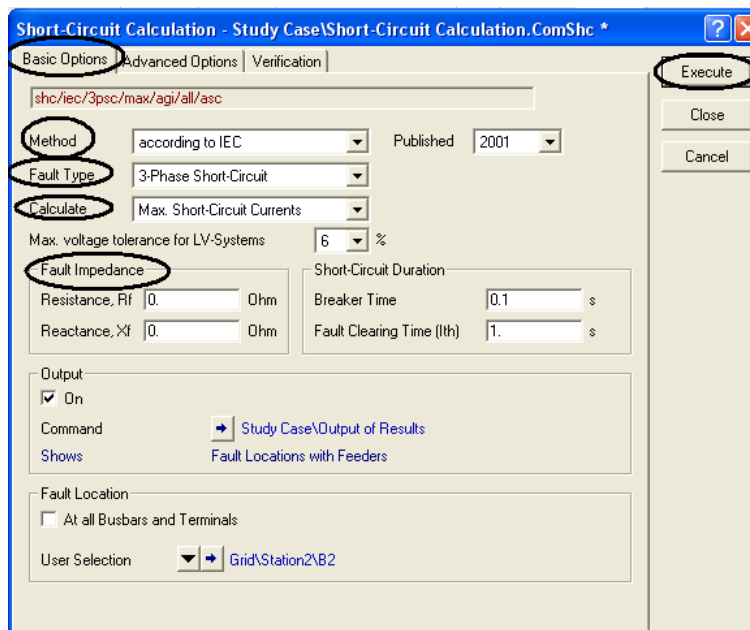 Short-Circuit Calculation - Study Case\Short-Circuit Calculation.ComShc *
Basic Options Advanced Options Verification
Execute
shc/iec/3psc/max/agi/all/asc
Close
Method according to IEC Published 2001
Cancel
Fault Type 3-Phase Short-Circuit
Calculate Max. Short-Circuit Currents
Max. voltage tolerance for LV-Systems 6 %
Fault Impedance Short-Circuit Duration
Resistance, Rf 0. Ohm Breaker Time 0.1 s
Reactance, Xf 0. Ohm Fault Clearing Time (Ith) 1. s
Output
On
Command Study Case\Output of Results
Shows Fault Locations with Feeders
Fault Location
At all Busbars and Terminals
User Selection Grid\Station2\B2